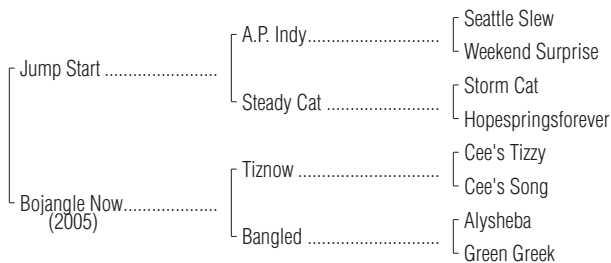 Seattle Slew
A.P. Indy
Weekend Surprise
Jump Start
Storm Cat
Steady Cat
Hopespringsforever
Cee's Tizzy
Tiznow
Cee's Song
Bojangle Now
(2005)
Alysheba
Bangled
Green Greek